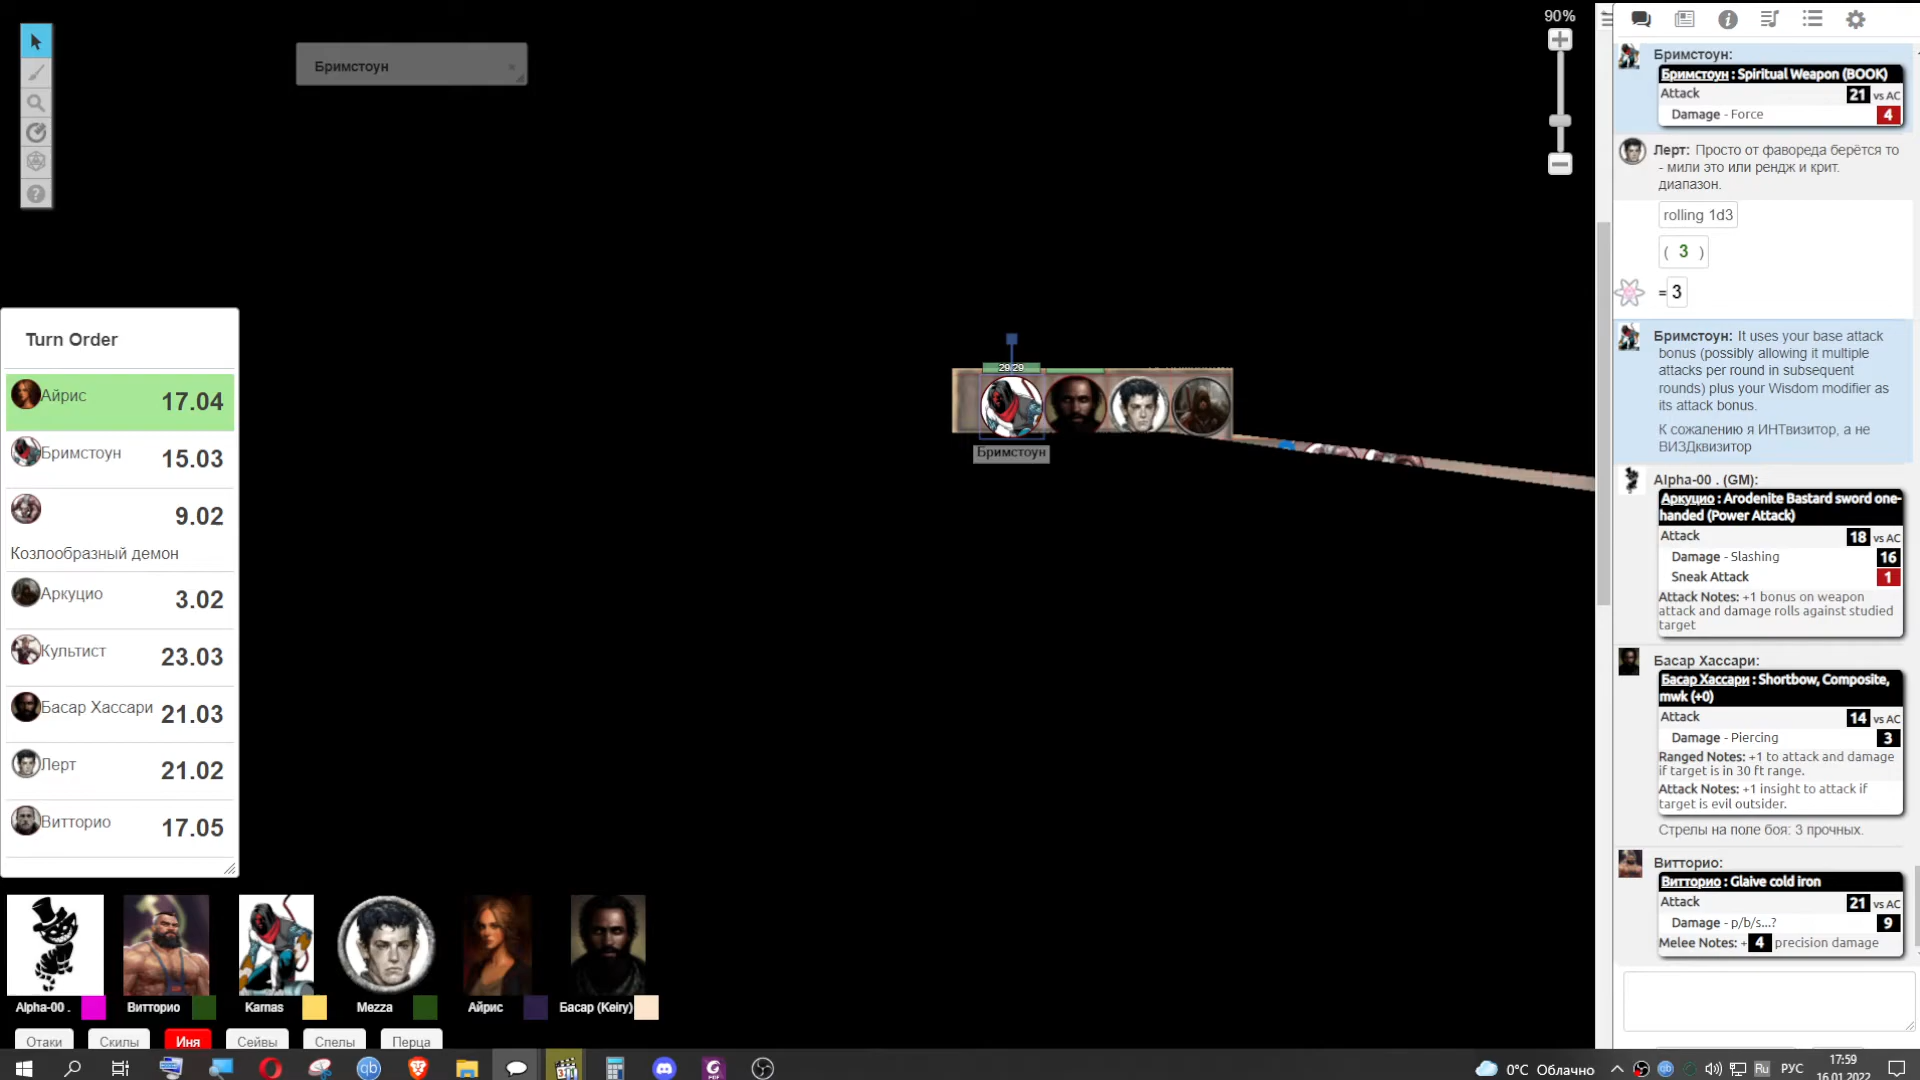 90%
Бримстоун
Бримстоун:
Бримстоун : Spiritual Weapon (BOOK)
Attack 21 vs AC
Damage - Force 4
Лерт: Просто от фавореда берётся то
- мили это или рендж и крит.
диапазон.
rolling 1d3
( 3 )
=3
Бримстоун: It uses your base attack
bonus (possibly allowing it multiple
attacks per round in subsequent
rounds) plus your Wisdom modifier as
its attack bonus.
К сожалению я ИНТвизитор, а не
ВИЗДквизитор
Alpha-00 . (GM):
Аркуцио : Arodenite Bastard sword one-
handed (Power Attack)
Attack 18 vs AC
Damage - Slashing 16
Sneak Attack 1
Attack Notes: +1 bonus on weapon
attack and damage rolls against studied
target
Басар Хассари:
Басар Хассари : Shortbow, Composite,
mwk (+0)
Attack 14 vs AC
Damage - Piercing 3
Ranged Notes: +1 to attack and damage
if target is in 30 ft range.
Attack Notes: +1 insight to attack if
target is evil outsider.
Стрелы на поле боя: 3 прочных.
Витторио:
Витторио : Glaive cold iron
Attack 21 vs AC
Damage - p/b/s...? 9
Melee Notes: + 4 precision damage
Бримстоун
Turn Order
Айрис 17.04
Бримстоун 15.03
9.02
Козлообразный демон
Аркуцио 3.02
Культист 23.03
Басар Хассари 21.03
Лерт 21.02
Витторио 17.05
Alpha-00 .
Витторио
Karnas
Mezza
Айрис
Басар (Keiry)
Отаки
Скилы
Иня
Сейвы
Спелы
Перца
0°C Облачно
Ru
РУС
17:59
16.01.2022